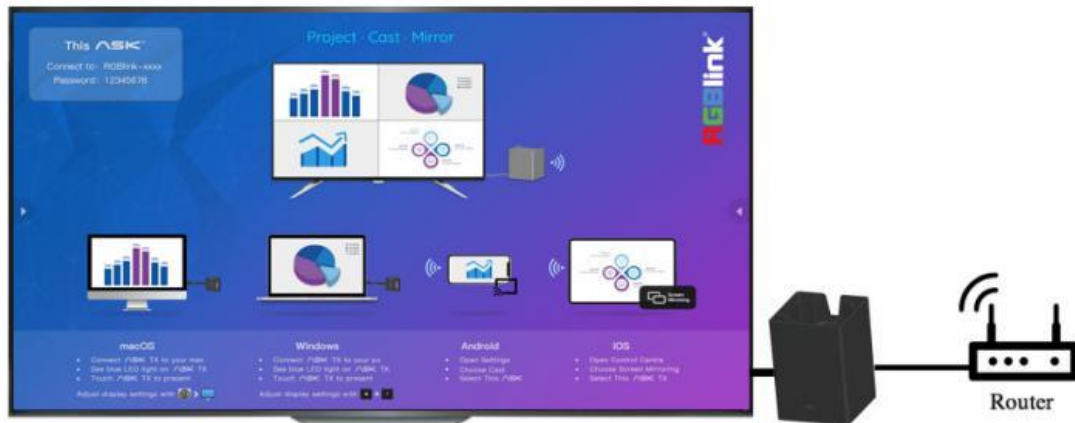 This ASK™
Connect to: RGBlink-xxxx
Password: 12345678
Project · Cast · Mirror
RGBlink®
Screen
Mirroring
macOS
• Connect ASK TX to your mac
• See blue LED light on ASK TX
• Touch ASK TX to present
Adjust display settings with
Windows
• Connect ASK TX to your pc
• See blue LED light on ASK TX
• Touch ASK TX to present
Adjust display settings with
Android
• Open Settings
• Choose Cast
• Select This ASK
iOS
• Open Control Centre
• Choose Screen Mirroring
• Select This ASK TX
Router